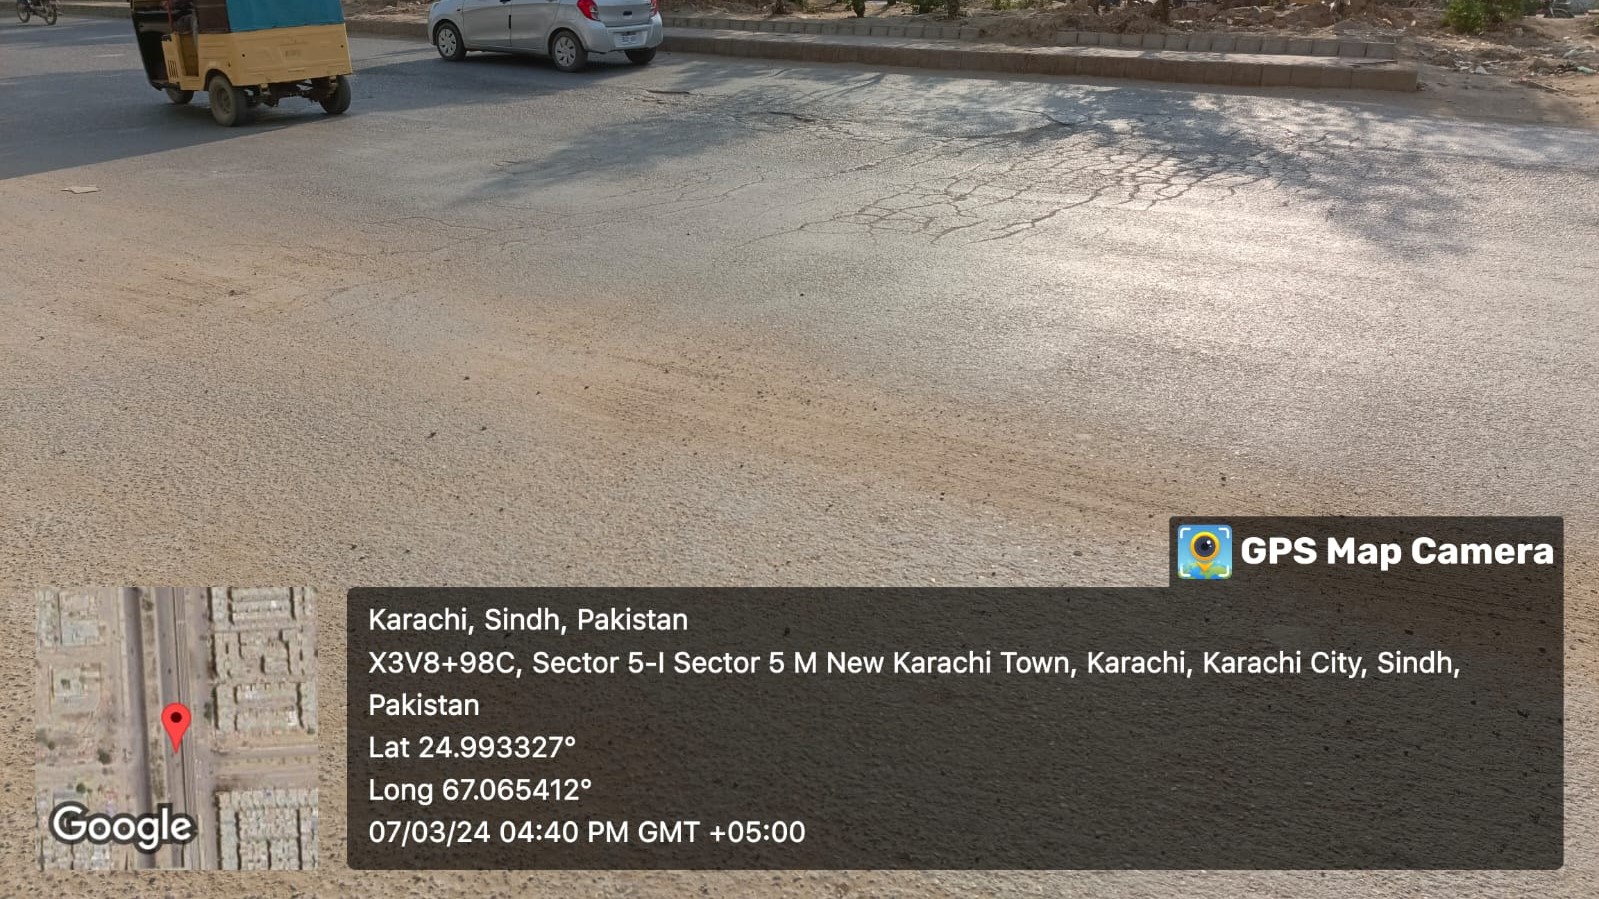 GPS Map Camera
Karachi, Sindh, Pakistan
X3V8+98C, Sector 5-I Sector 5 M New Karachi Town, Karachi, Karachi City, Sindh,
Pakistan
Lat 24.993327°
Long 67.065412°
07/03/24 04:40 PM GMT +05:00
Google